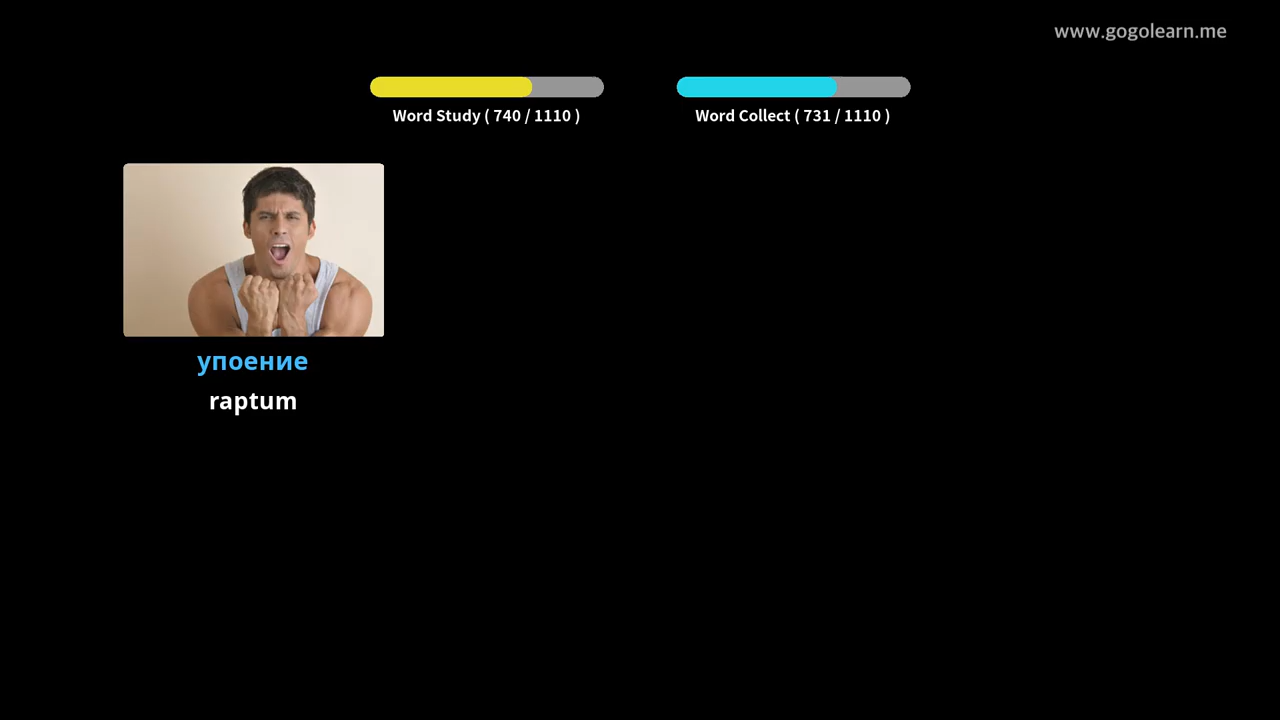 www.gogolearn.me
Word Study ( 740 / 1110 )
Word Collect ( 731 / 1110 )
упоение
raptum